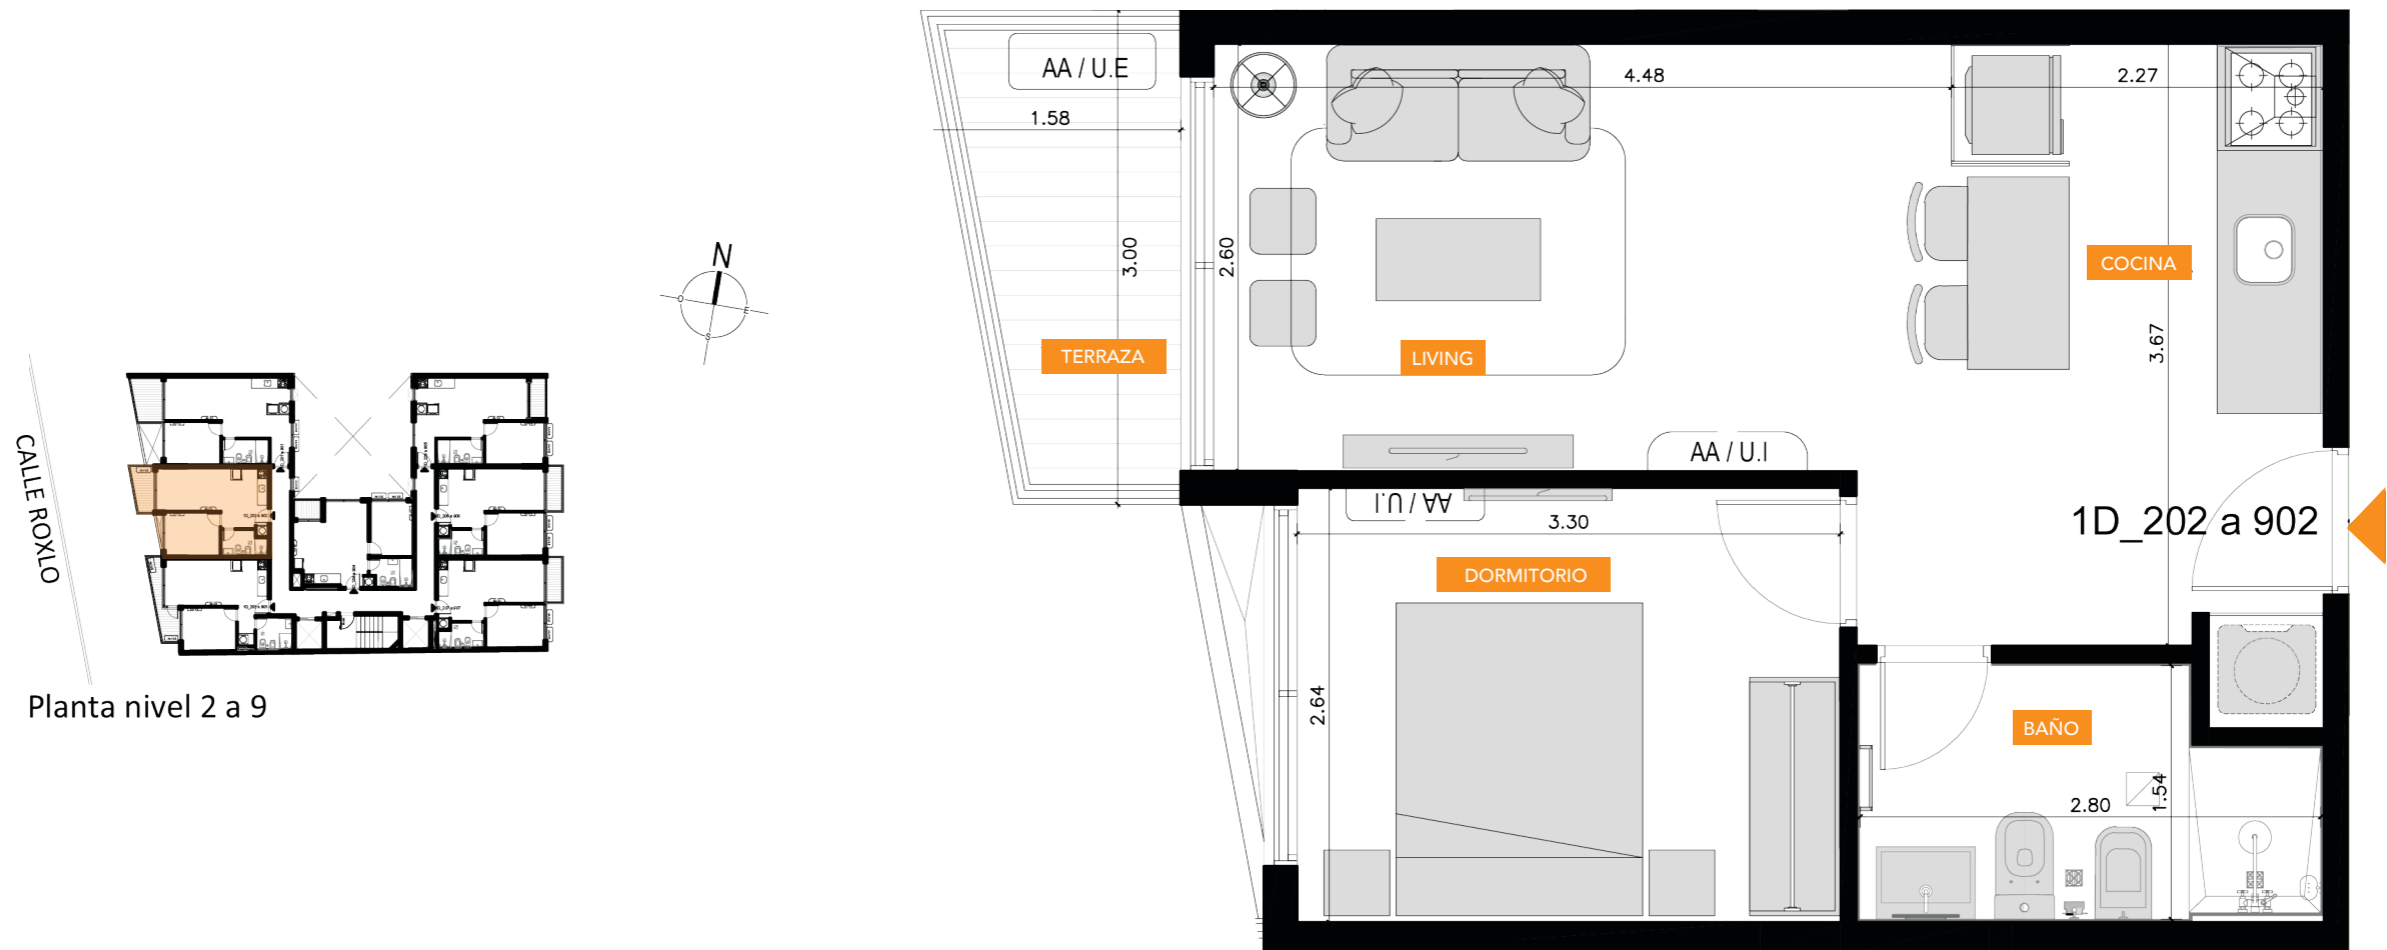 AA / U.E
4.48
2.27
1.58
3.00
2.60
COCINA
TERRAZA
LIVING
3.67
AA / U.I
AA / U.I
3.30
1D_202 a 902
DORMITORIO
2.64
BAÑO
1.54
2.80
N
O
E
S
CALLE ROXLO
Planta nivel 2 a 9